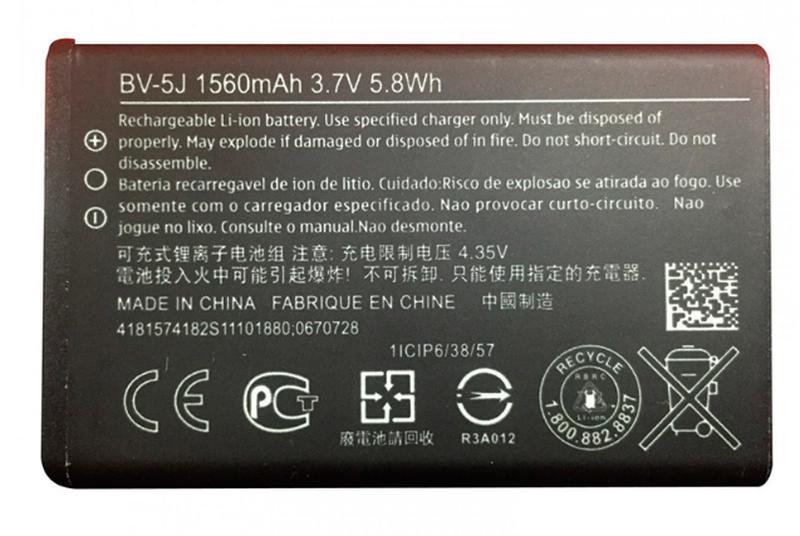 BV-5J 1560mAh 3.7V 5.8Wh
Rechargeable Li-ion battery. Use specified charger only. Must be disposed of
properly. May explode if damaged or disposed of in fire. Do not short-circuit. Do not
disassemble.
Bateria recarregavel de ion de litio. Cuidado:Risco de explosao se atirada ao fogo. Use
somente com o carregador especificado. Nao provocar curto-circuito. Nao
jogue no lixo. Consulte o manual.Nao desmonte.
可充式锂离子电池组 注意: 充电限制电压 4.35V
電池投入火中可能引起爆炸! 不可拆卸. 只能使用指定的充電器.
MADE IN CHINA FABRIQUE EN CHINE 中國制造
4181574182S11101880;0670728
1ICIP6/38/57
CE
PCT
廢電池請回收
R3A012
RECYCLE
RBRC
Li-ion
1.800.882.8837